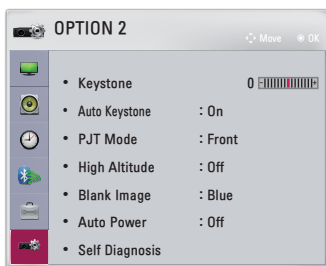 OPTION 2
Move OK
• Keystone 0
• Auto Keystone : On
• PJT Mode : Front
• High Altitude : Off
• Blank Image : Blue
• Auto Power : Off
• Self Diagnosis